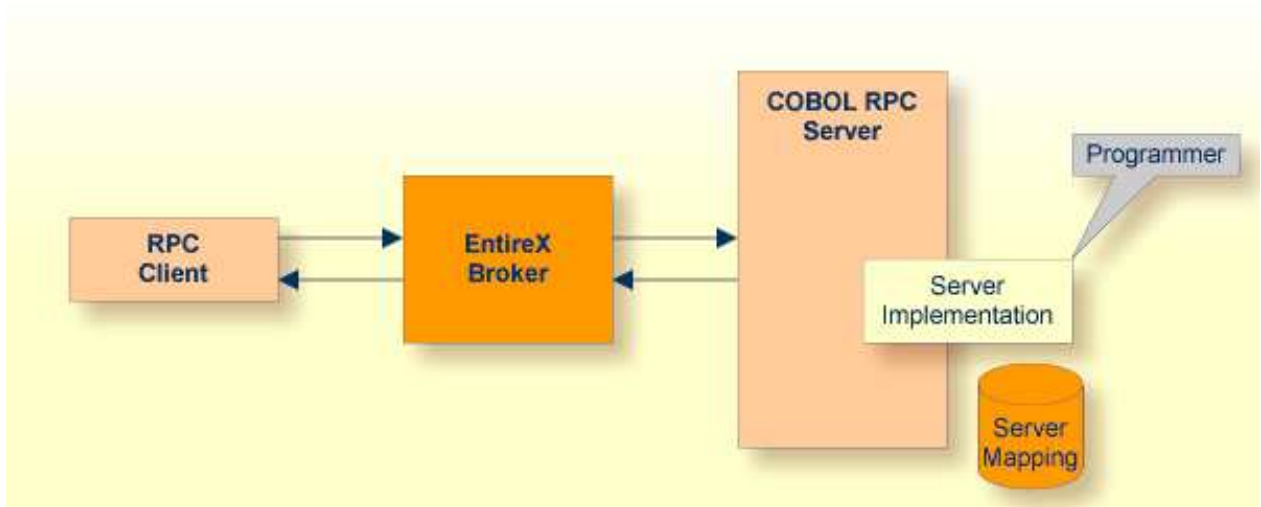 COBOL RPC
Server
Programmer
RPC
Client
EntireX
Broker
Server
Implementation
Server
Mapping